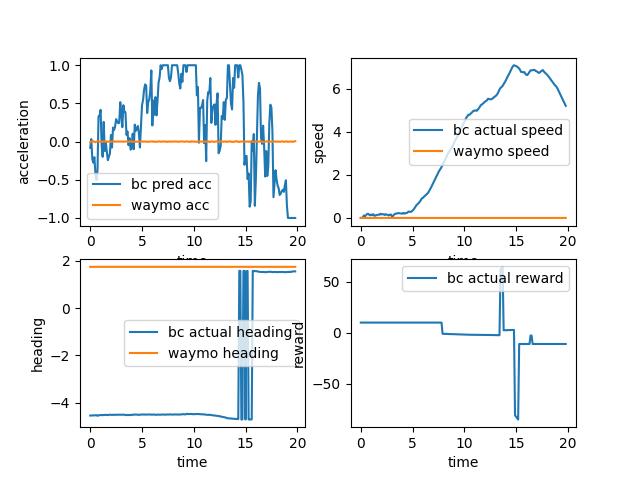 1.0
0.5
0.0
−0.5
−1.0
acceleration
bc pred acc
waymo acc
0 5 10 15 20
time
6
4
2
0
speed
bc actual speed
waymo speed
0 5 10 15 20
time
2
0
−2
−4
heading
bc actual heading
waymo heading
0 5 10 15 20
time
50
0
−50
reward
bc actual reward
0 5 10 15 20
time